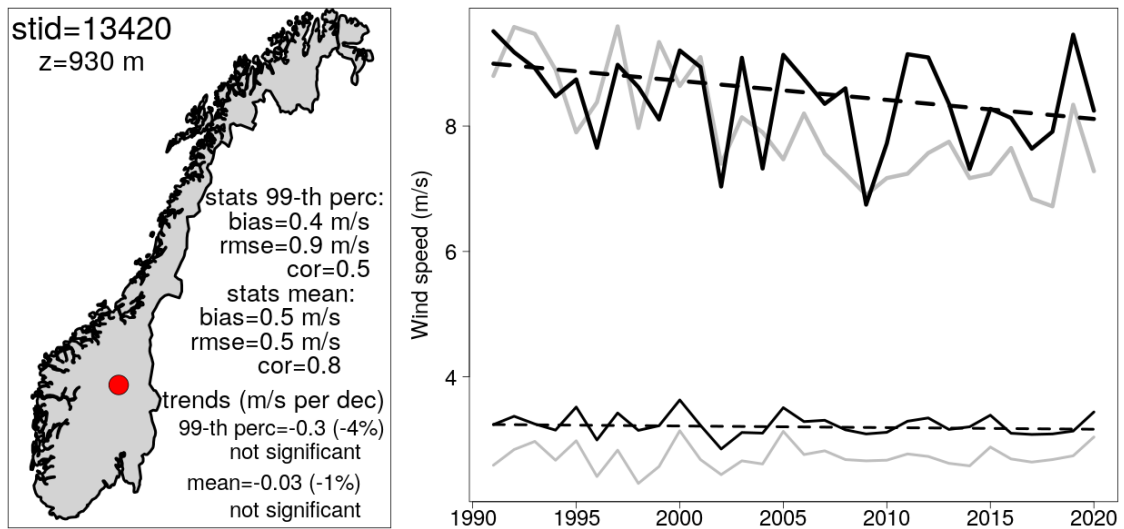 stid=13420
z=930 m
stats 99-th perc:
bias=0.4 m/s
rmse=0.9 m/s
cor=0.5
stats mean:
bias=0.5 m/s
rmse=0.5 m/s
cor=0.8
trends (m/s per dec)
99-th perc=-0.3 (-4%)
not significant
mean=-0.03 (-1%)
not significant
Wind speed (m/s)
8
6
4
1990 1995 2000 2005 2010 2015 2020